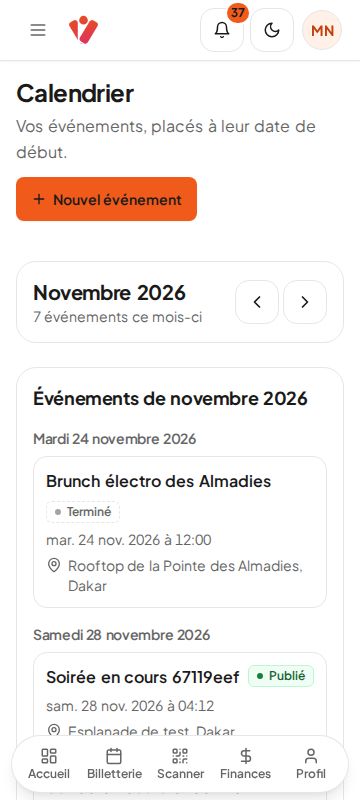 37
MN
Calendrier
Vos événements, placés à leur date de
début.
+ Nouvel événement
Novembre 2026
7 événements ce mois-ci
Événements de novembre 2026
Mardi 24 novembre 2026
Brunch électro des Almadies
Terminé
mar. 24 nov. 2026 à 12:00
Rooftop de la Pointe des Almadies,
Dakar
Samedi 28 novembre 2026
Soirée en cours 67119eef Publié
sam. 28 nov. 2026 à 04:12
Esplanade de test, Dakar
Accueil Billetterie Scanner Finances Profil